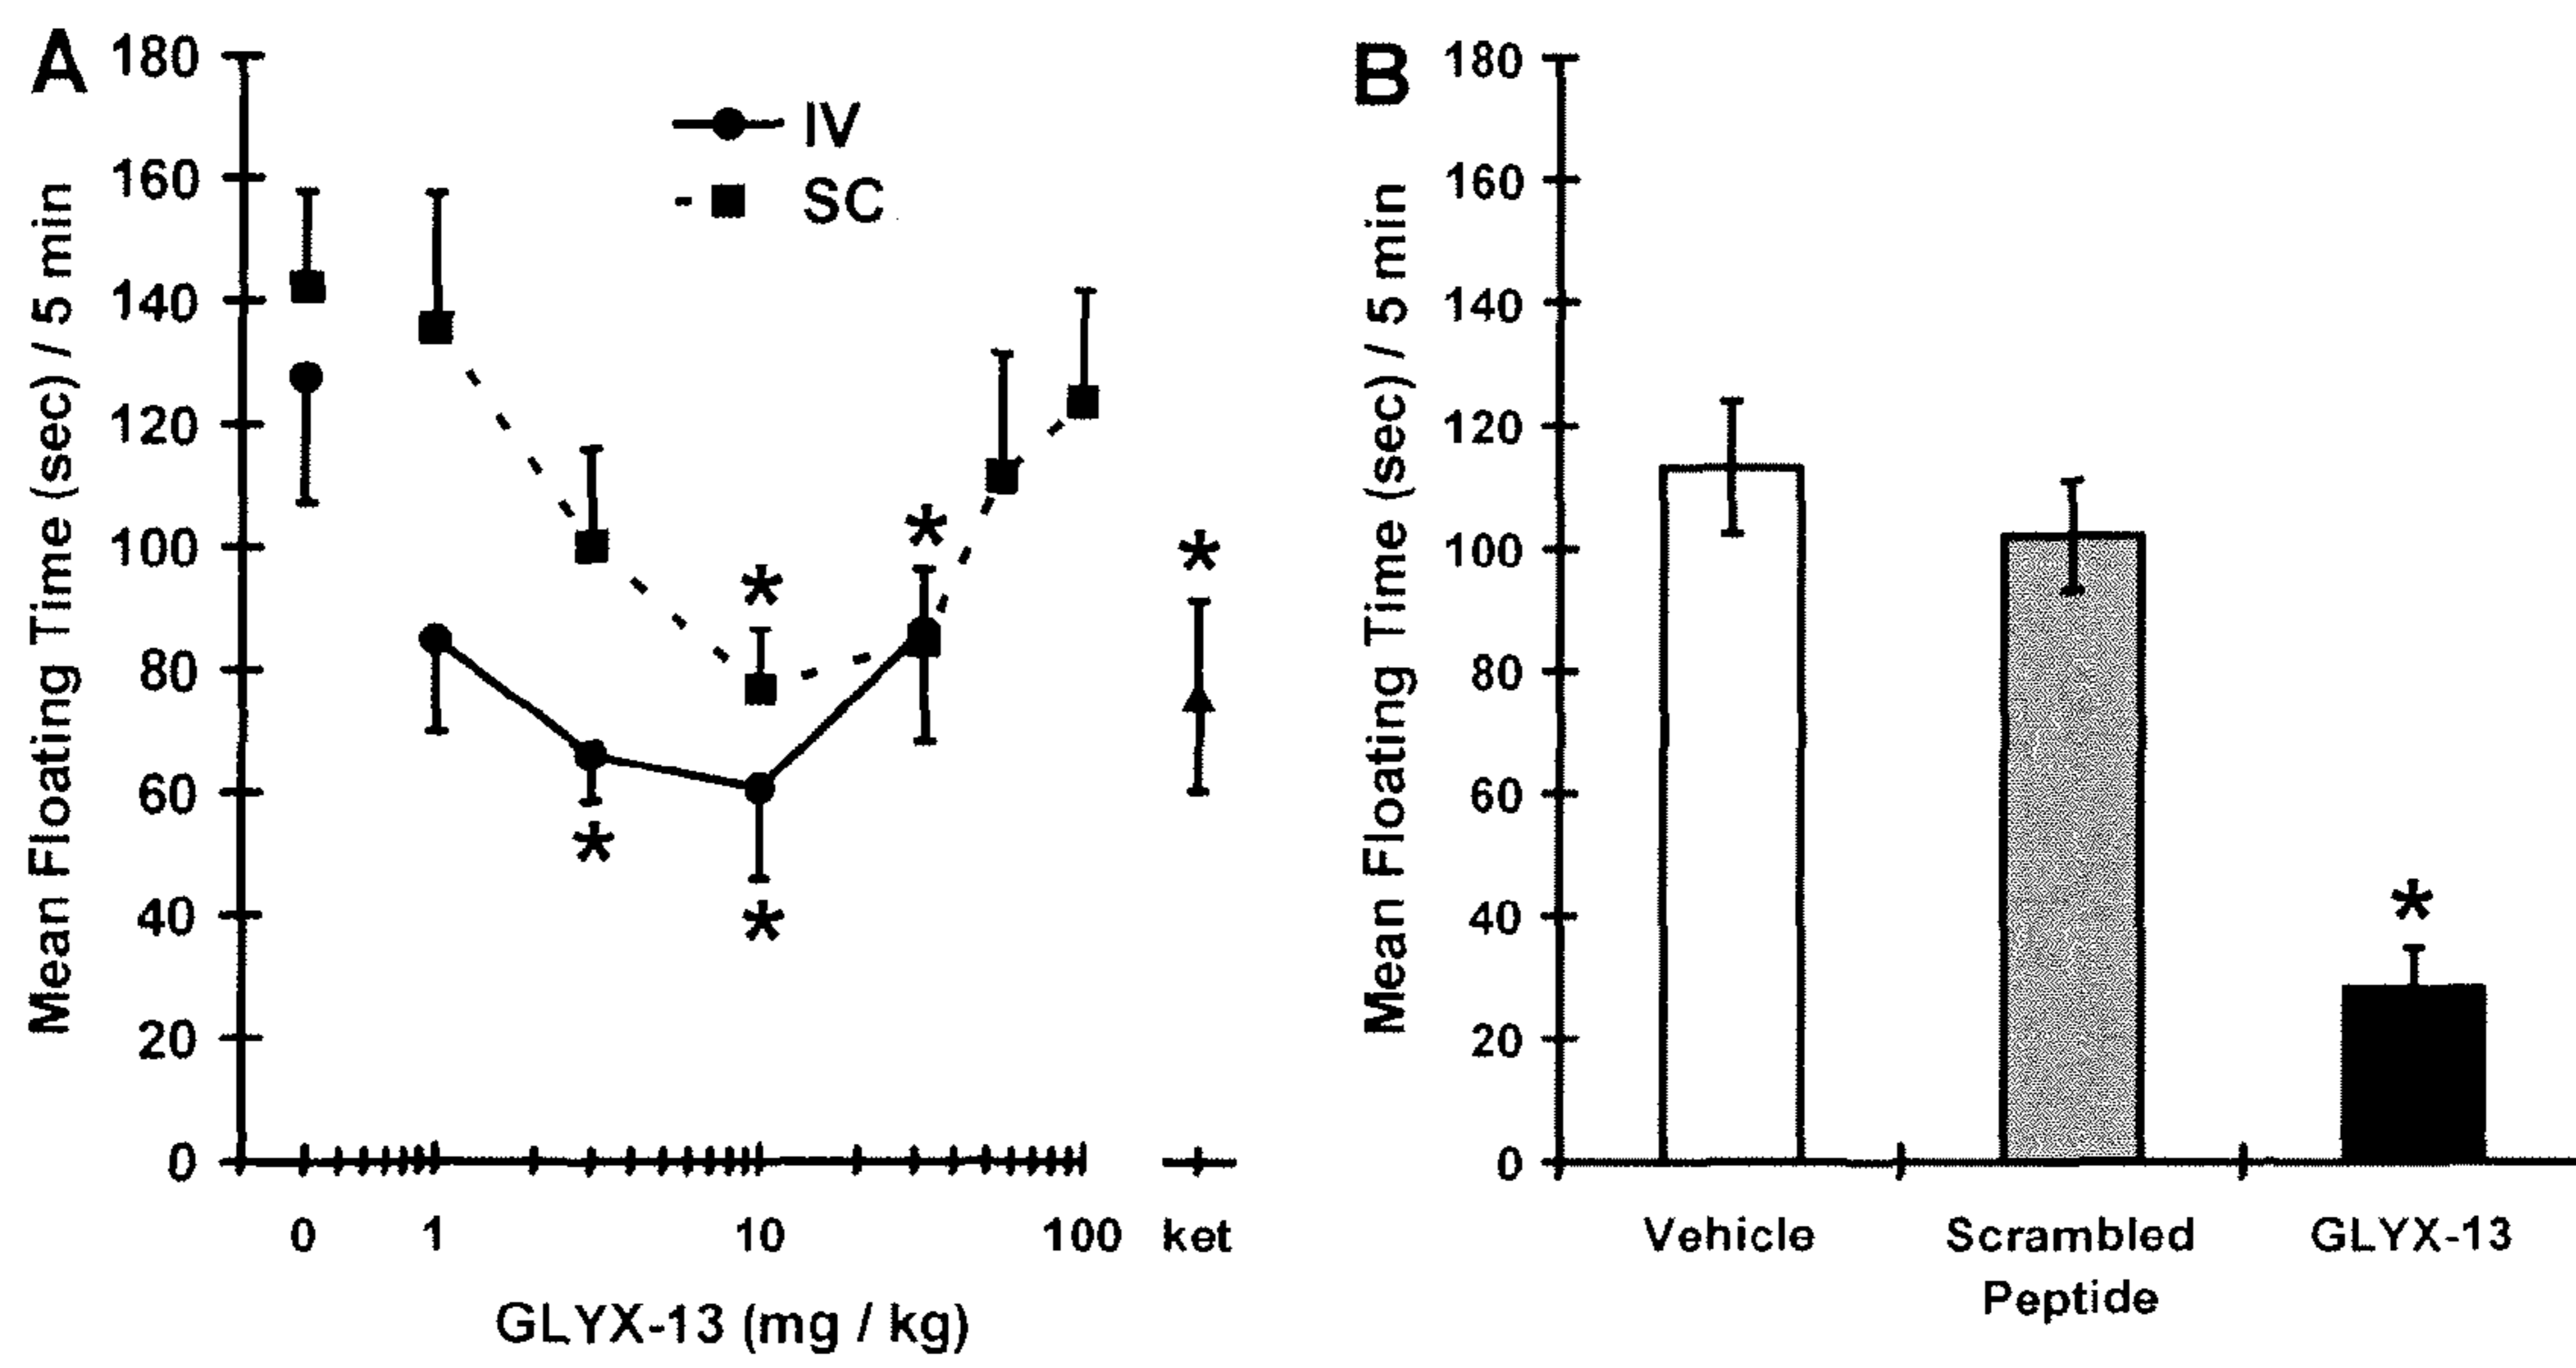 A
180
160
140
120
100
80
60
40
20
0
Mean Floating Time (sec) / 5 min
IV
SC
*
*
*
*
*
0 1 10 100 ket
GLYX-13 (mg / kg)
B
180
160
140
120
100
80
60
40
20
0
Mean Floating Time (sec) / 5 min
*
Vehicle Scrambled GLYX-13
Peptide